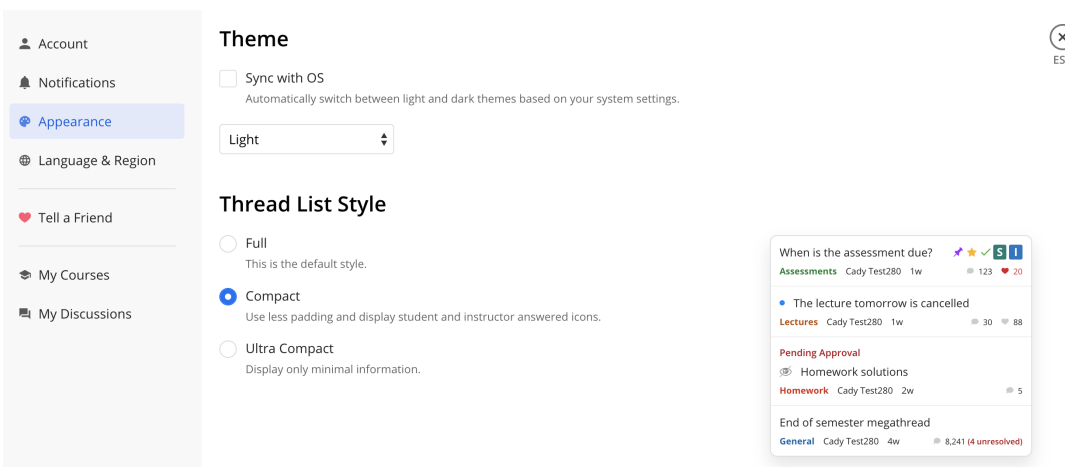 Account
Notifications
Appearance
Language & Region
Tell a Friend
My Courses
My Discussions
Theme
Sync with OS
Automatically switch between light and dark themes based on your system settings.
Light
Thread List Style
Full
This is the default style.
Compact
Use less padding and display student and instructor answered icons.
Ultra Compact
Display only minimal information.
ES
When is the assessment due? S I
Assessments Cady Test280 1w 123 20
The lecture tomorrow is cancelled
Lectures Cady Test280 1w 30 88
Pending Approval
Homework solutions
Homework Cady Test280 2w 5
End of semester megathread
General Cady Test280 4w 8,241 (4 unresolved)